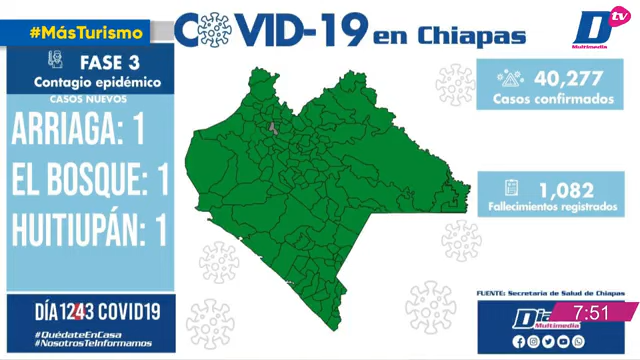 #MásTurismo
COVID-19 en Chiapas
D tv
Multimedia
FASE 3
Contagio epidémico
CASOS NUEVOS
ARRIAGA: 1
EL BOSQUE: 1
HUITIUPÁN: 1
40,277
Casos confirmados
1,082
Fallecimientos registrados
DÍA 1243 COVID19
#QuédateEnCasa
#NosotrosTeInformamos
FUENTE: Secretaría de Salud de Chiapas
Multimedia
7:51